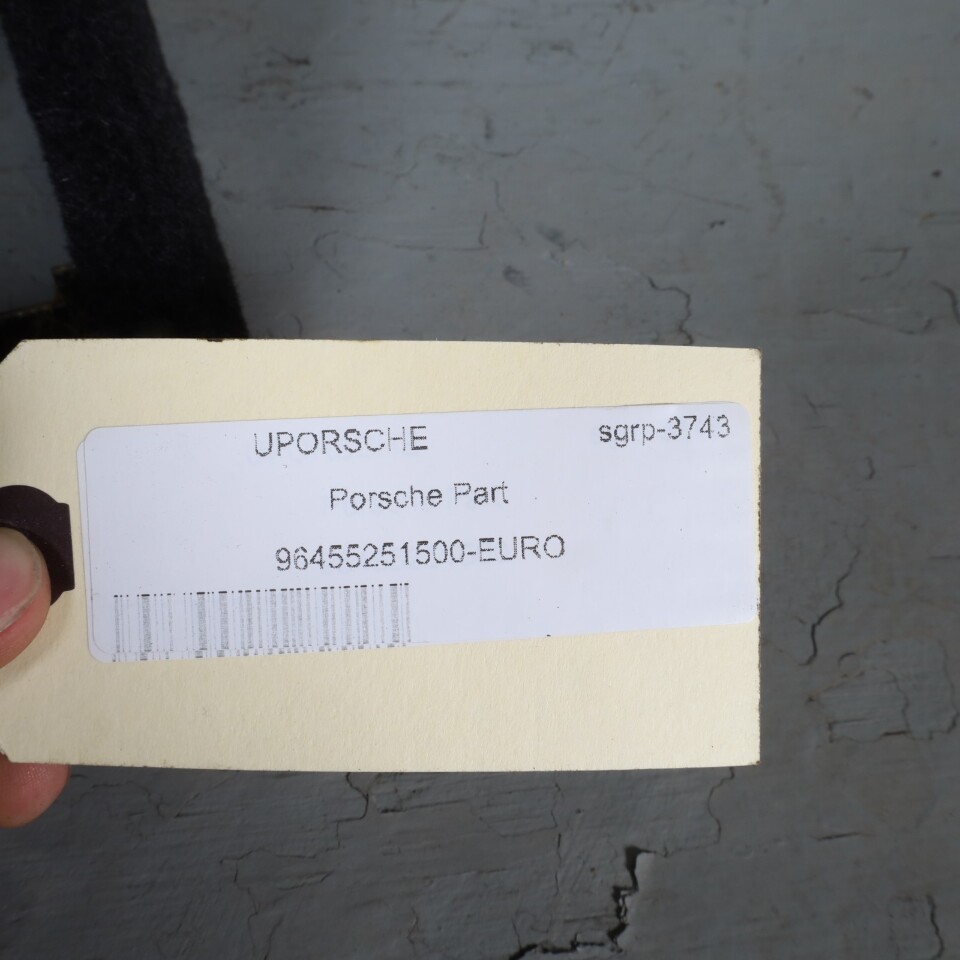 UPORSCHE sgrp-3743
Porsche Part
96455251500-EURO